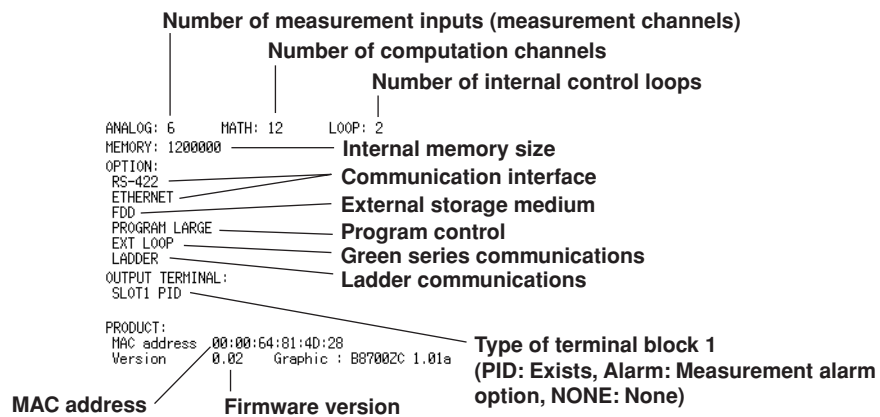 Number of measurement inputs (measurement channels)
Number of computation channels
Number of internal control loops
ANALOG: 6 MATH: 12 LOOP: 2
MEMORY: 1200000 Internal memory size
OPTION:
RS-422 Communication interface
ETHERNET
FDD External storage medium
PROGRAM LARGE Program control
EXT LOOP Green series communications
LADDER Ladder communications
OUTPUT TERMINAL:
SLOT1 PID
PRODUCT:
MAC address 00:00:64:81:4D:28
Version 0.02 Graphic : B8700ZC 1.01a
Type of terminal block 1
(PID: Exists, Alarm: Measurement alarm
option, NONE: None)
MAC address Firmware version